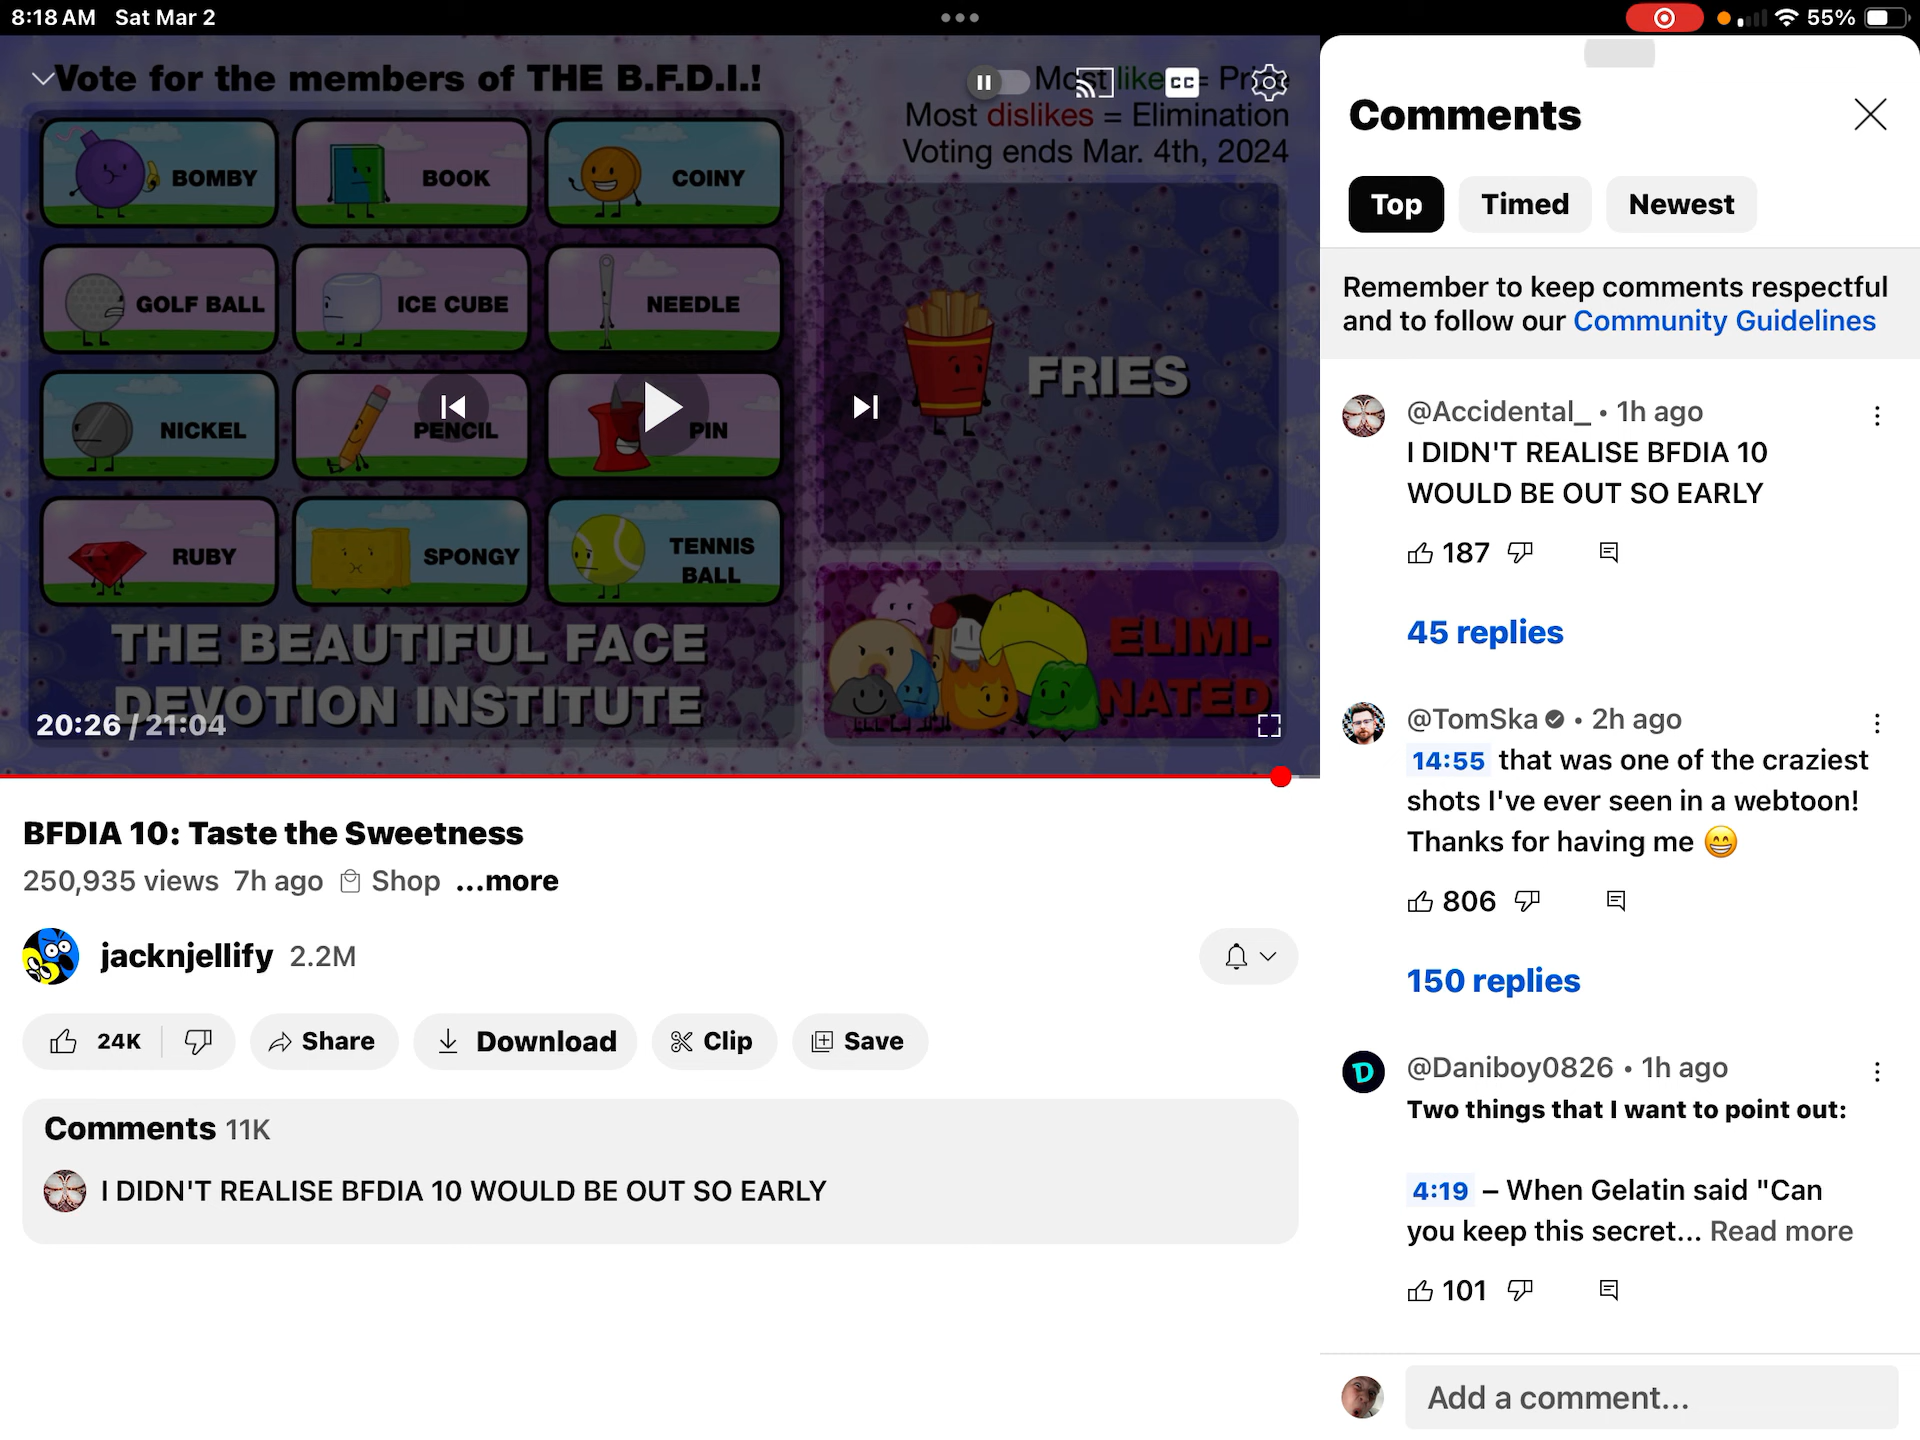 8:18 AM Sat Mar 2
55%
Vote for the members of THE B.F.D.I.!
Most likes = Prize
Most dislikes = Elimination
Voting ends Mar. 4th, 2024
CC
BOMBY
BOOK
COINY
GOLF BALL
ICE CUBE
NEEDLE
NICKEL
PENCIL
PIN
RUBY
SPONGY
TENNIS
BALL
THE BEAUTIFUL FACE
DEVOTION INSTITUTE
FRIES
ELIMI-
NATED
20:26 / 21:04
BFDIA 10: Taste the Sweetness
250,935 views 7h ago Shop ...more
jacknjellify 2.2M
24K
Share
Download
Clip
Save
Comments 11K
I DIDN'T REALISE BFDIA 10 WOULD BE OUT SO EARLY
Comments
Top
Timed
Newest
Remember to keep comments respectful
and to follow our Community Guidelines
@Accidental_ • 1h ago
I DIDN'T REALISE BFDIA 10
WOULD BE OUT SO EARLY
187
45 replies
@TomSka • 2h ago
14:55 that was one of the craziest
shots I've ever seen in a webtoon!
Thanks for having me 😁
806
150 replies
D
@Daniboy0826 • 1h ago
Two things that I want to point out:
4:19 – When Gelatin said "Can
you keep this secret... Read more
101
Add a comment...